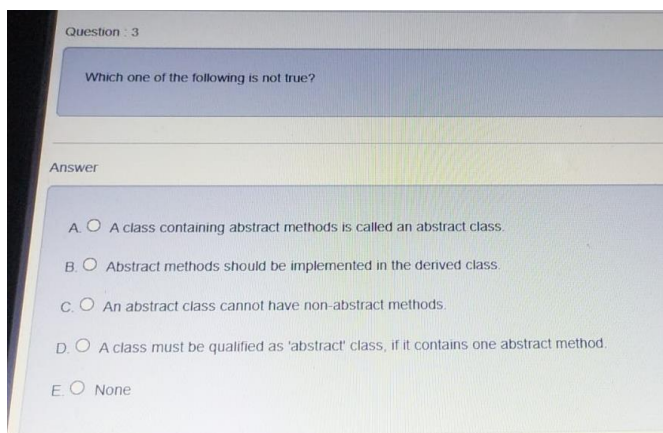 Question : 3
Which one of the following is not true?
Answer
A. A class containing abstract methods is called an abstract class.
B. Abstract methods should be implemented in the derived class.
C. An abstract class cannot have non-abstract methods.
D. A class must be qualified as 'abstract' class, if it contains one abstract method.
E. None